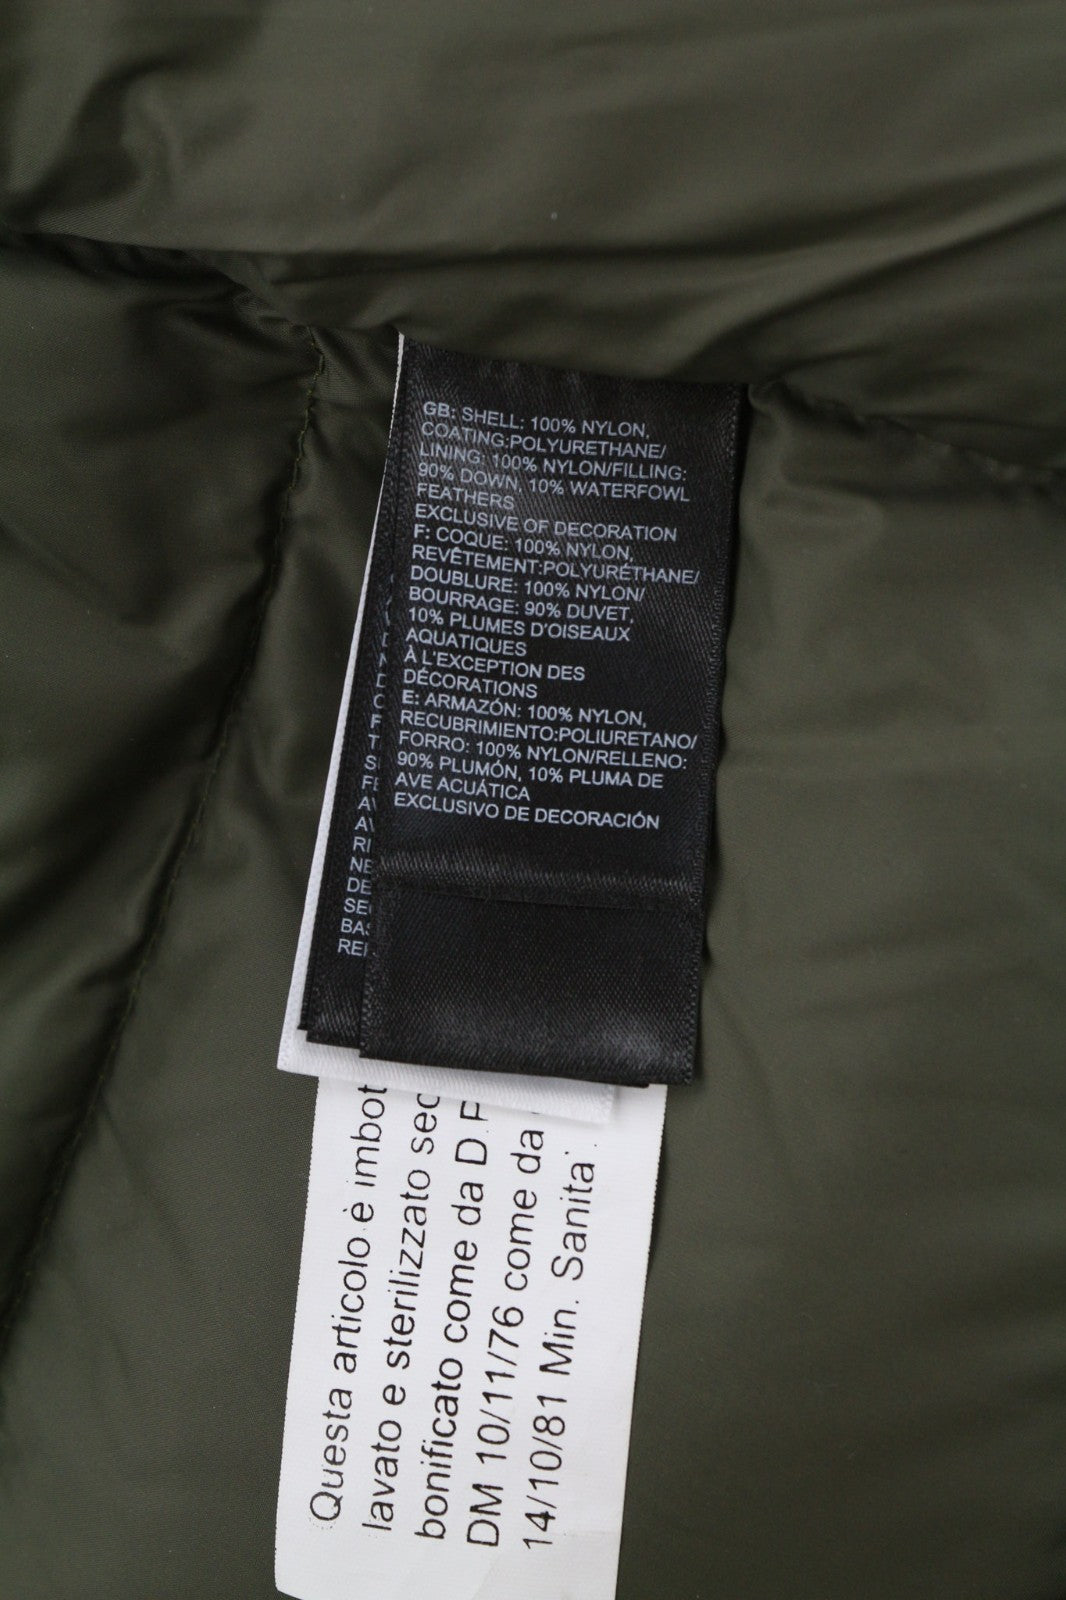 GB: SHELL: 100% NYLON,
COATING:POLYURETHANE/
LINING: 100% NYLON/FILLING:
90% DOWN, 10% WATERFOWL
FEATHERS
EXCLUSIVE OF DECORATION
F: COQUE: 100% NYLON,
REVÊTEMENT:POLYURÉTHANE/
DOUBLURE: 100% NYLON/
BOURRAGE: 90% DUVET,
10% PLUMES D'OISEAUX
AQUATIQUES
À L'EXCEPTION DES
DÉCORATIONS
E: ARMAZÓN: 100% NYLON,
RECUBRIMIENTO:POLIURETANO/
FORRO: 100% NYLON/RELLENO:
90% PLUMÓN, 10% PLUMA DE
AVE ACUÁTICA
EXCLUSIVO DE DECORACIÓN
Questa articolo è imbot
lavato e sterilizzato sec
bonificato come da D.P
DM 10/11/76 come da
14/10/81 Min. Sanita'.